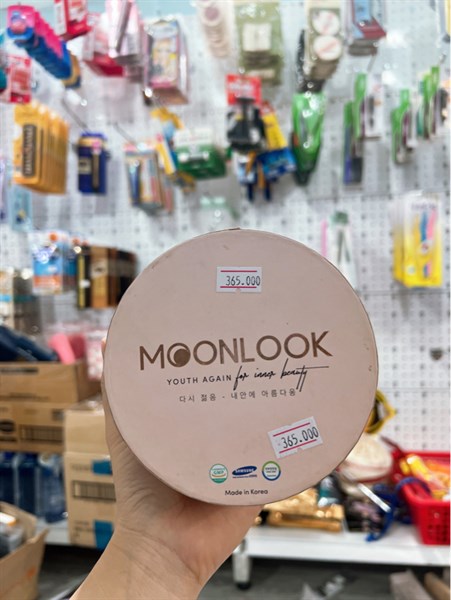 365.000
MOONLOOK
YOUTH AGAIN for inner beauty
다시 젊음 - 내안에 아름다움
365.000
SAMSUNG
Made in Korea